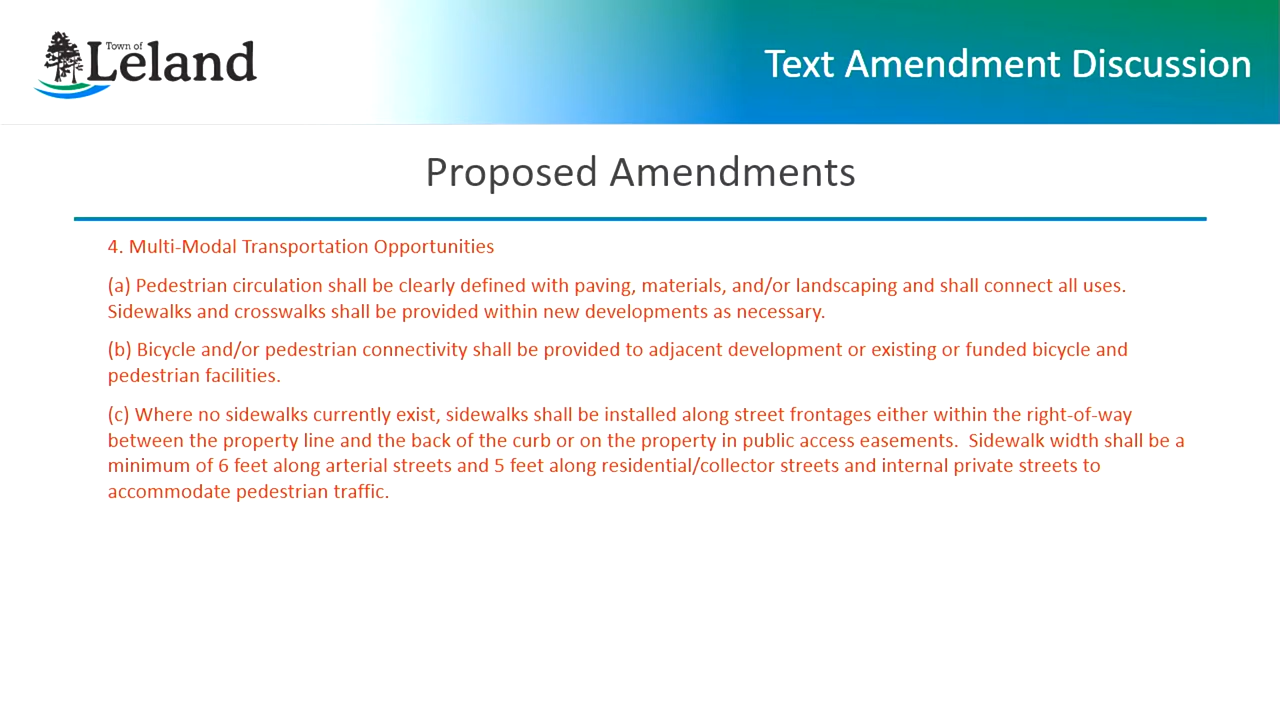 Town of
Leland
Text Amendment Discussion
Proposed Amendments
4. Multi-Modal Transportation Opportunities
(a) Pedestrian circulation shall be clearly defined with paving, materials, and/or landscaping and shall connect all uses.
Sidewalks and crosswalks shall be provided within new developments as necessary.
(b) Bicycle and/or pedestrian connectivity shall be provided to adjacent development or existing or funded bicycle and
pedestrian facilities.
(c) Where no sidewalks currently exist, sidewalks shall be installed along street frontages either within the right-of-way
between the property line and the back of the curb or on the property in public access easements.  Sidewalk width shall be a
minimum of 6 feet along arterial streets and 5 feet along residential/collector streets and internal private streets to
accommodate pedestrian traffic.